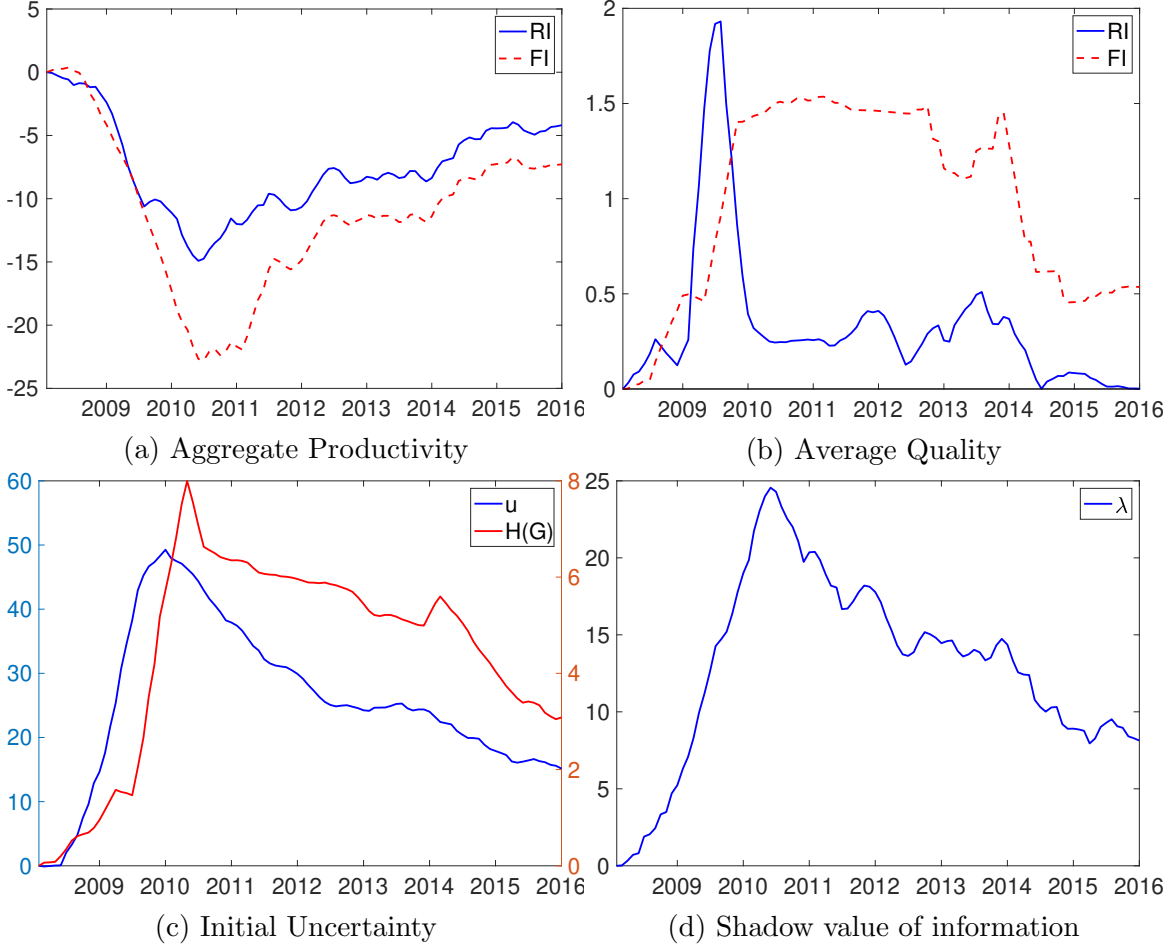 5
0
-5
-10
-15
-20
-25
RI
FI
2009 2010 2011 2012 2013 2014 2015 2016
(a) Aggregate Productivity
2
1.5
1
0.5
0
RI
FI
2009 2010 2011 2012 2013 2014 2015 2016
(b) Average Quality
60
50
40
30
20
10
0
8
6
4
2
0
u
H(G)
2009 2010 2011 2012 2013 2014 2015 2016
(c) Initial Uncertainty
25
20
15
10
5
0
λ
2009 2010 2011 2012 2013 2014 2015 2016
(d) Shadow value of information